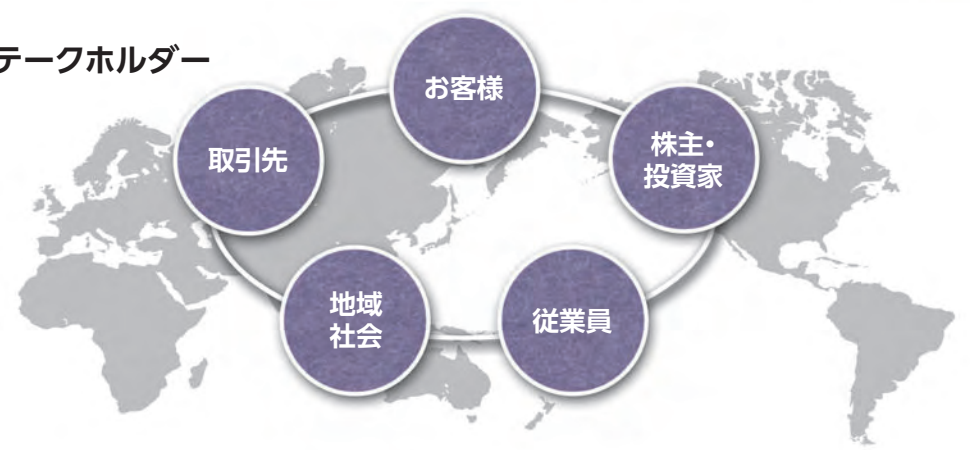 テークホルダー
お客様
取引先
株主・
投資家
地域
社会
従業員